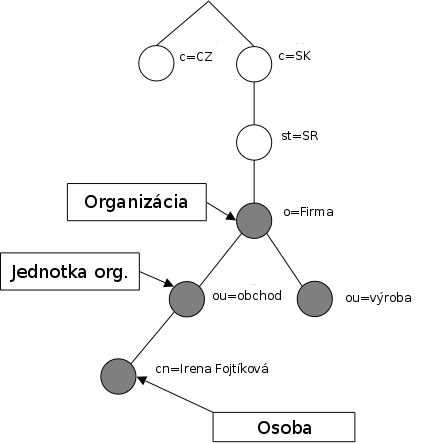 c=CZ
c=SK
st=SR
Organizácia
o=Firma
Jednotka org.
ou=obchod
ou=výroba
cn=Irena Fojtíková
Osoba